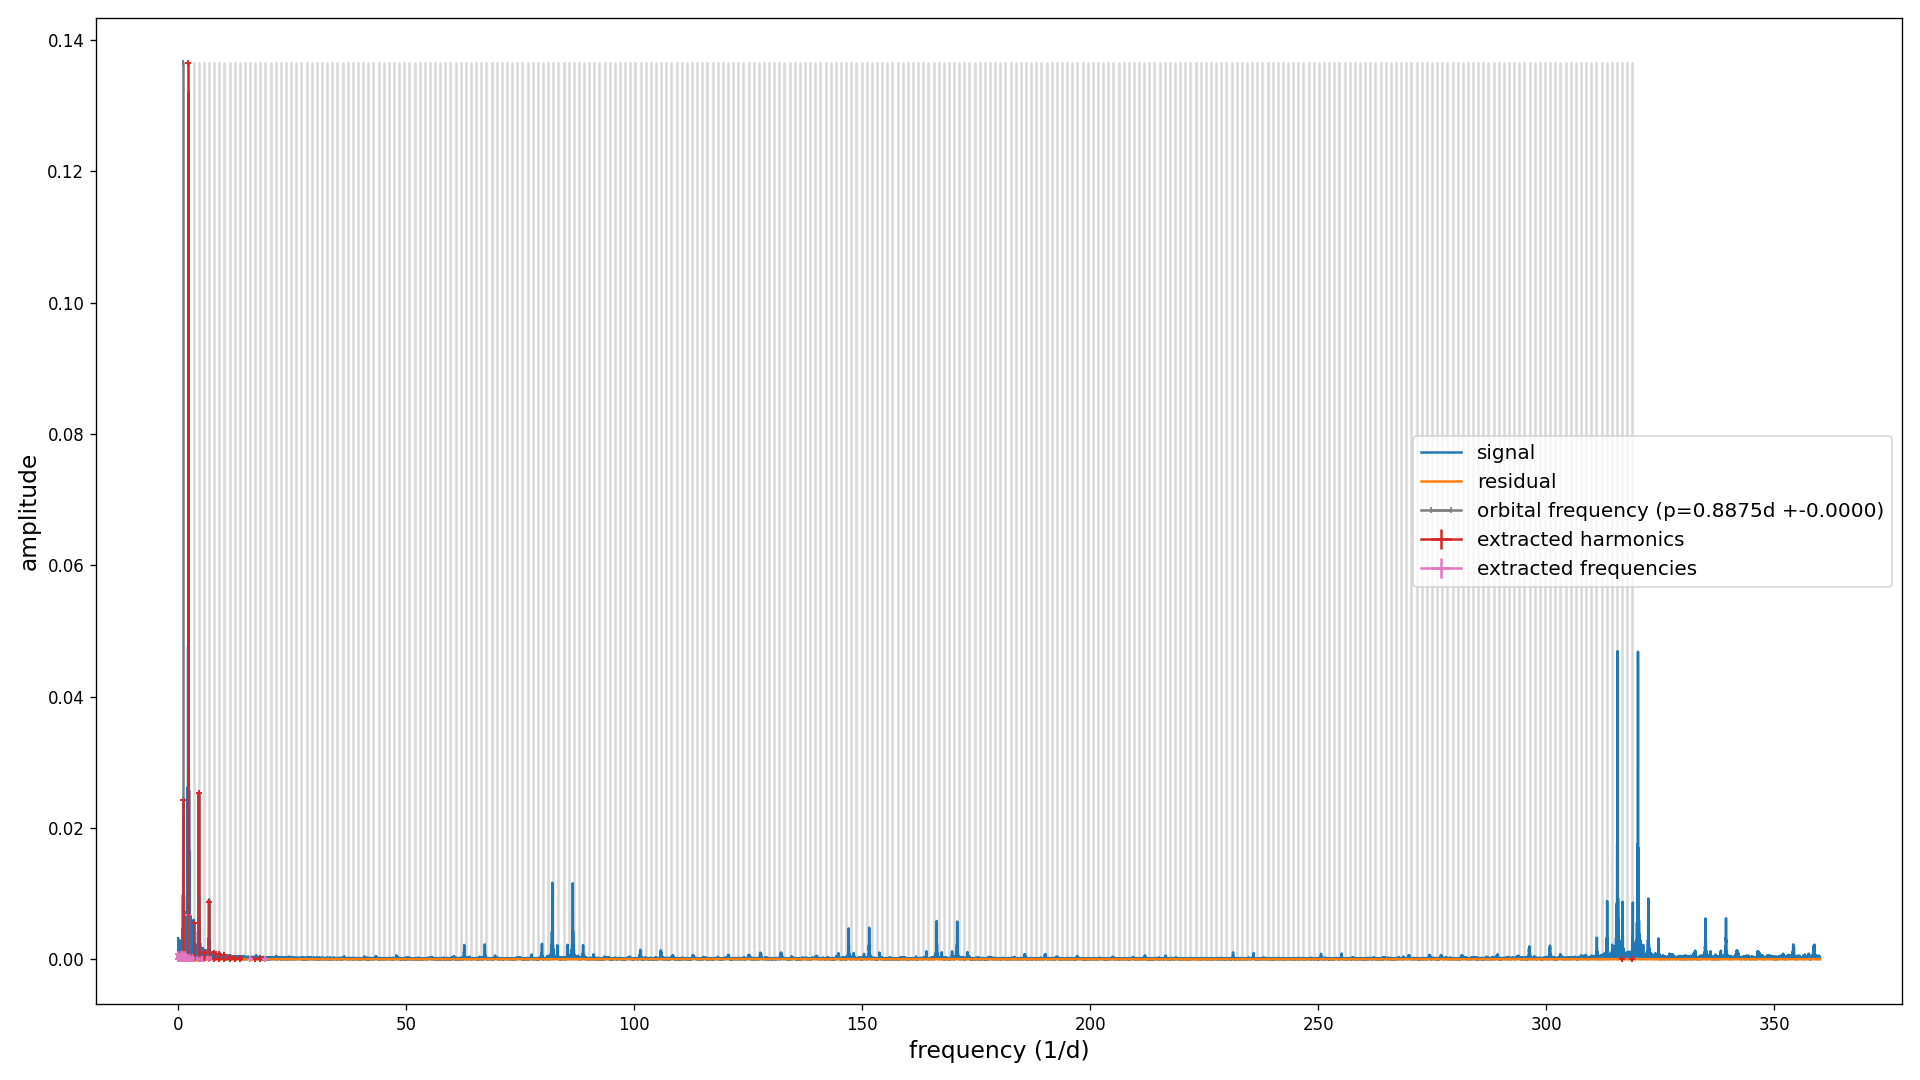 0.14
0.12
0.10
0.08
0.06
0.04
0.02
0.00
amplitude
signal
residual
orbital frequency (p=0.8875d +-0.0000)
extracted harmonics
extracted frequencies
0 50 100 150 200 250 300 350
frequency (1/d)